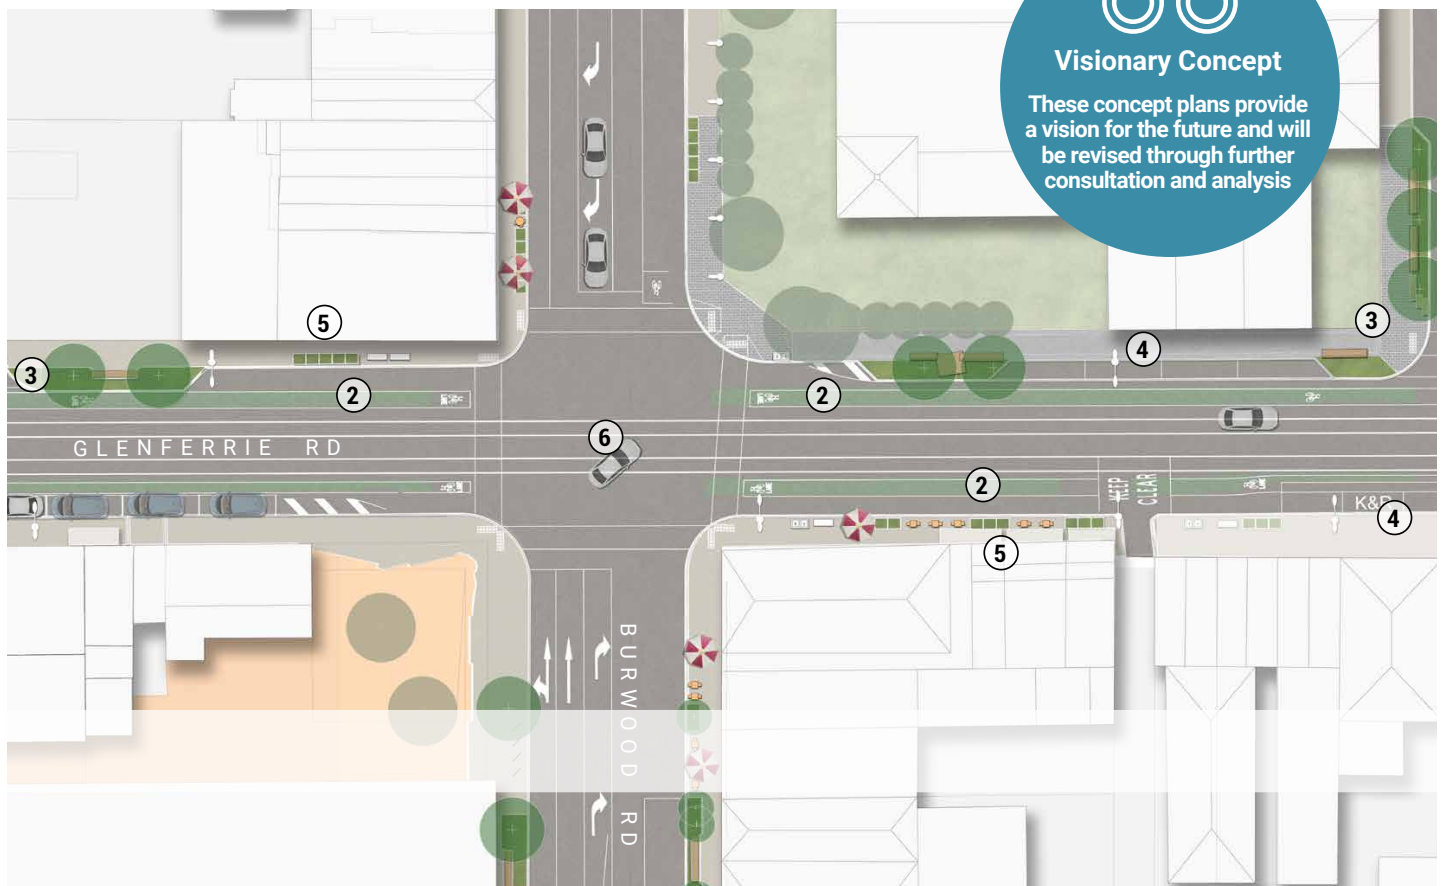 Visionary Concept
These concept plans provide
a vision for the future and will
be revised through further
consultation and analysis
5
3
4
3
2
2
6
GLENFERRIE RD
2
KEEP
CLEAR
K&R
4
5
BURWOOD RD